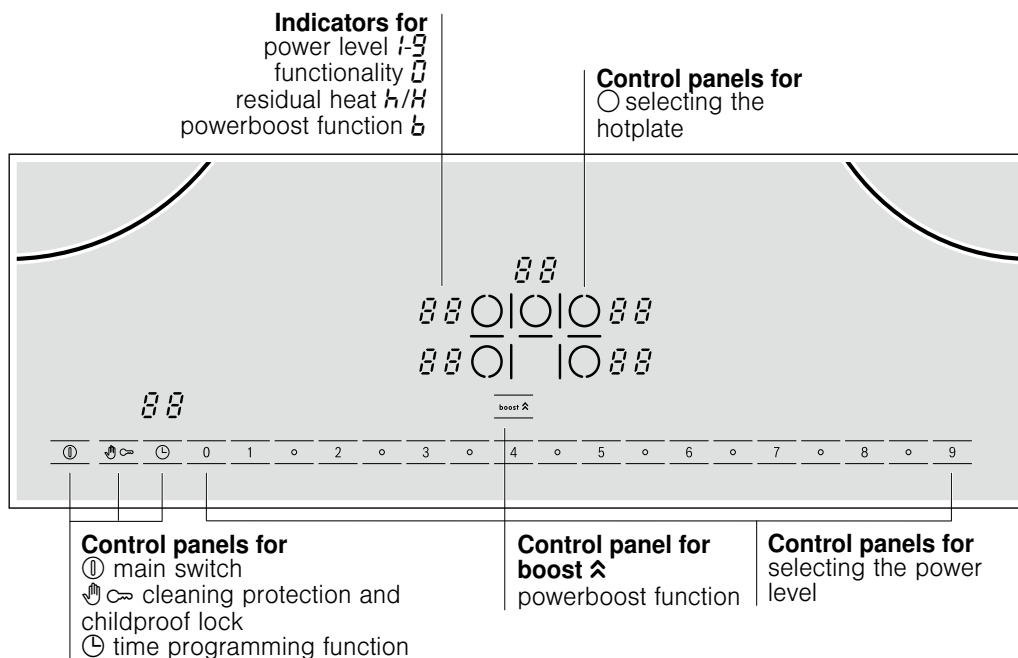 Indicators for
power level 1-9
functionality 0
residual heat h/H
powerboost function b
Control panels for
○ selecting the
hotplate
88
88 88
88 88
88
boost
0 1 2 3 4 5 6 7 8 9
Control panels for
main switch
cleaning protection and
childproof lock
time programming function
Control panel for
boost
powerboost function
Control panels for
selecting the power
level